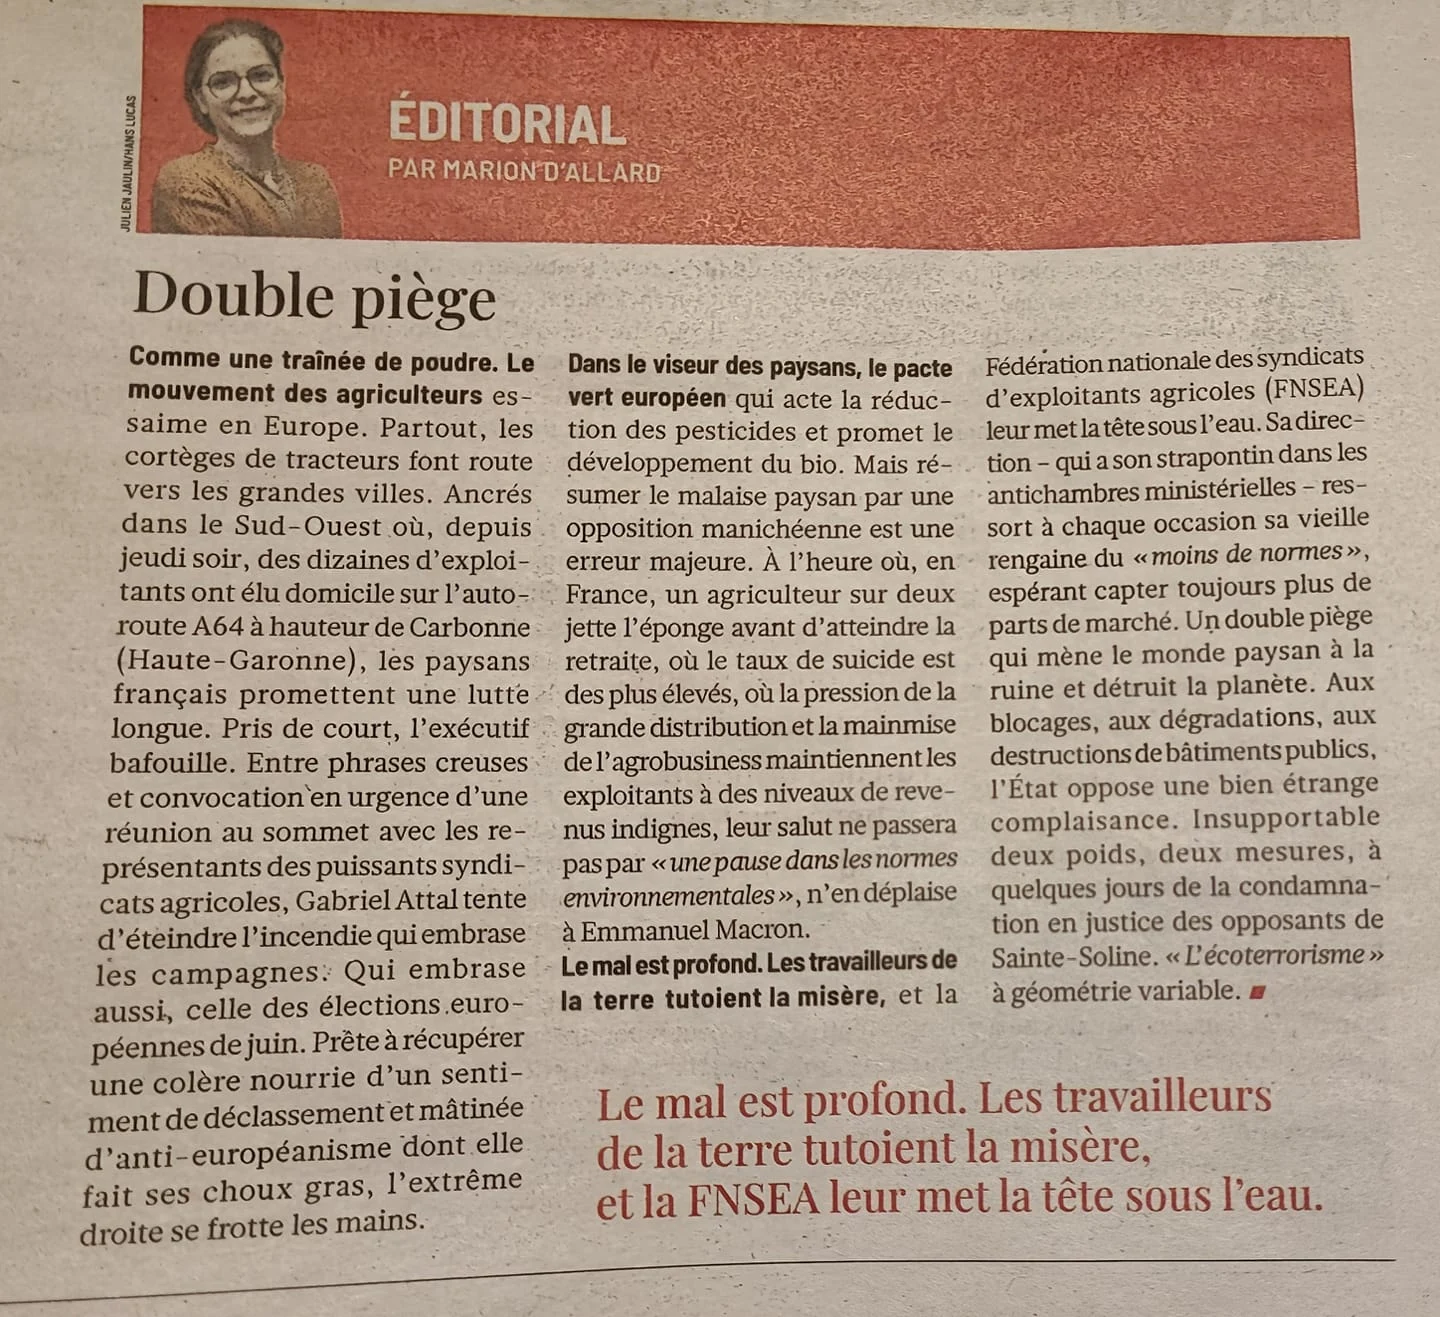 JULIEN JAULIN/HANS LUCAS
ÉDITORIAL
PAR MARION D'ALLARD
Double piège
Comme une traînée de poudre. Le
mouvement des agriculteurs es-
saime en Europe. Partout, les
cortèges de tracteurs font route
vers les grandes villes. Ancrés
dans le Sud-Ouest où, depuis
jeudi soir, des dizaines d'exploi-
tants ont élu domicile sur l'auto-
route A64 à hauteur de Carbonne
(Haute-Garonne), les paysans
français promettent une lutte
longue. Pris de court, l'exécutif
bafouille. Entre phrases creuses
et convocation en urgence d'une
réunion au sommet avec les re-
présentants des puissants syndi-
cats agricoles, Gabriel Attal tente
d'éteindre l'incendie qui embrase
les campagnes. Qui embrase
aussi, celle des élections euro-
péennes de juin. Prête à récupérer
une colère nourrie d'un senti-
ment de déclassement et mâtinée
d'anti-européanisme dont elle
fait ses choux gras, l'extrême
droite se frotte les mains.
Dans le viseur des paysans, le pacte
vert européen qui acte la réduc-
tion des pesticides et promet le
développement du bio. Mais ré-
sumer le malaise paysan par une
opposition manichéenne est une
erreur majeure. À l'heure où, en
France, un agriculteur sur deux
jette l'éponge avant d'atteindre la
retraite, où le taux de suicide est
des plus élevés, où la pression de la
grande distribution et la mainmise
de l'agrobusiness maintiennent les
exploitants à des niveaux de reve-
nus indignes, leur salut ne passera
pas par « une pause dans les normes
environnementales », n'en déplaise
à Emmanuel Macron.
Le mal est profond. Les travailleurs de
la terre tutoient la misère, et la
Fédération nationale des syndicats
d'exploitants agricoles (FNSEA)
leur met la tête sous l'eau. Sa direc-
tion – qui a son strapontin dans les
antichambres ministérielles – res-
sort à chaque occasion sa vieille
rengaine du « moins de normes »,
espérant capter toujours plus de
parts de marché. Un double piège
qui mène le monde paysan à la
ruine et détruit la planète. Aux
blocages, aux dégradations, aux
destructions de bâtiments publics,
l'État oppose une bien étrange
complaisance. Insupportable
deux poids, deux mesures, à
quelques jours de la condamna-
tion en justice des opposants de
Sainte-Soline. « L'écoterrorisme »
à géométrie variable.
Le mal est profond. Les travailleurs
de la terre tutoient la misère,
et la FNSEA leur met la tête sous l'eau.